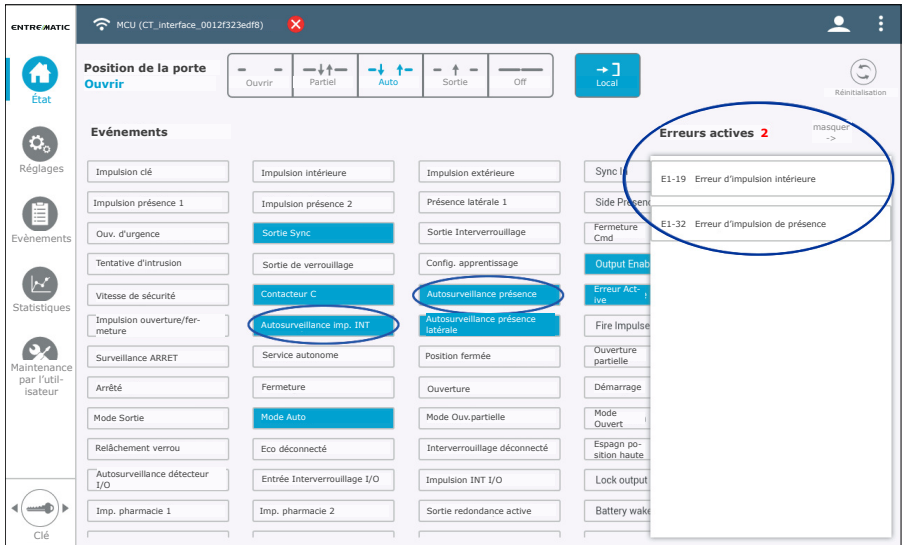 ENTREMATIC
MCU (CT_interface_0012f323edf8)
État
Réglages
Evènements
Statistiques
Maintenance
par l'util-
isateur
Clé
Position de la porte
Ouvrir
Ouvrir
Partiel
Auto
Sortie
Off
Local
Réinitialisation
Evénements
Erreurs actives 2
masquer
->
Impulsion clé
Impulsion intérieure
Impulsion extérieure
Sync I
E1-19 Erreur d'impulsion intérieure
Impulsion présence 1
Impulsion présence 2
Présence latérale 1
Side Presen
E1-32 Erreur d'impulsion de présence
Ouv. d'urgence
Sortie Sync
Sortie Interverrouillage
Fermeture
Cmd
Tentative d'intrusion
Sortie de verrouillage
Config. apprentissage
Output Enab
Vitesse de sécurité
Contacteur C
Autosurveillance présence
Erreur Act-
ive
Impulsion ouverture/fer-
meture
Autosurveillance imp. INT
Autosurveillance présence
latérale
Fire Impulse
Surveillance ARRET
Service autonome
Position fermée
Ouverture
partielle
Arrêté
Fermeture
Ouverture
Démarrage
Mode Sortie
Mode Auto
Mode Ouv.partielle
Mode
Ouvert
Relâchement verrou
Eco déconnecté
Interverrouillage déconnecté
Espagn po-
sition haute
Autosurveillance détecteur
I/O
Entrée Interverrouillage I/O
Impulsion INT I/O
Lock output
Imp. pharmacie 1
Imp. pharmacie 2
Sortie redondance active
Battery wake